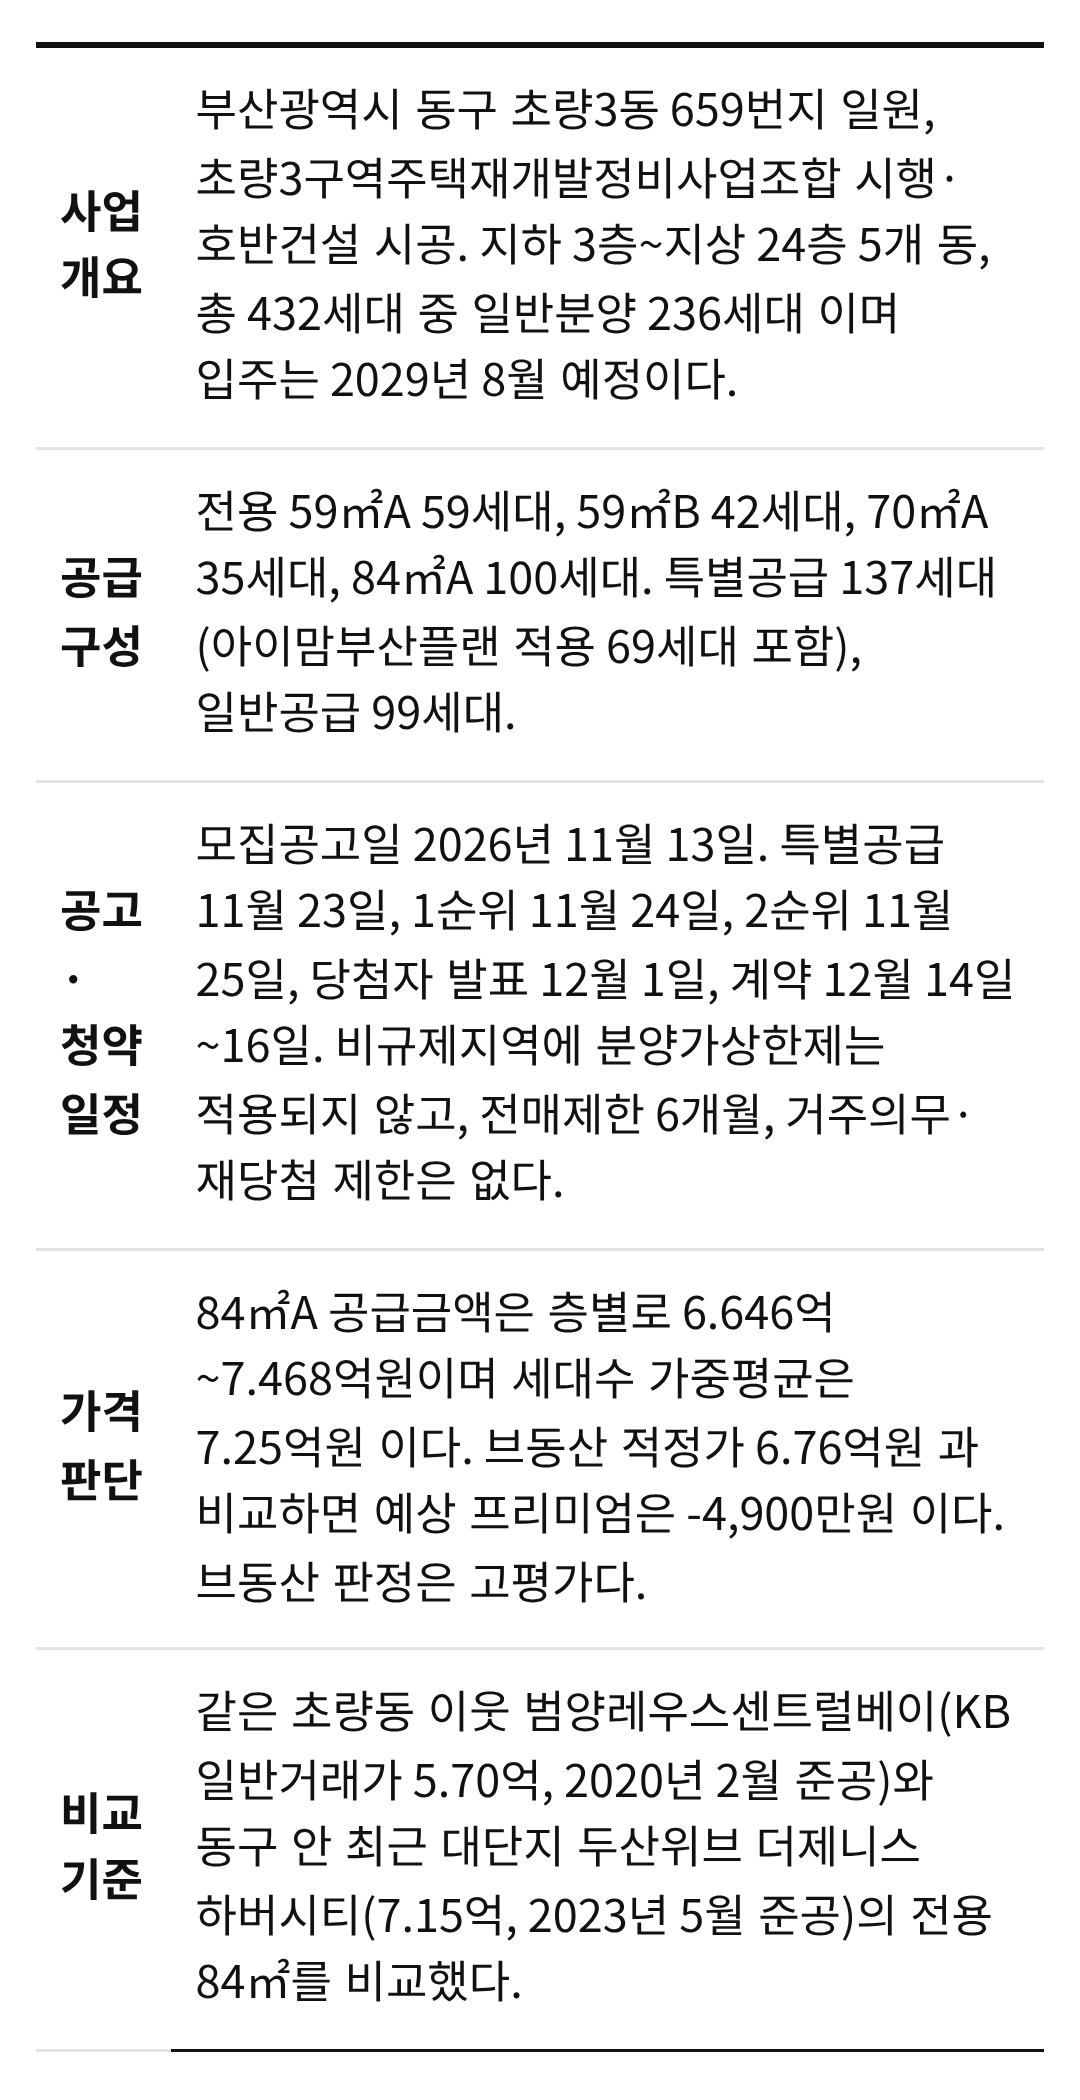 사업
개요
부산광역시 동구 초량3동 659번지 일원,
초량3구역주택재개발정비사업조합 시행·
호반건설 시공. 지하 3층~지상 24층 5개 동,
총 432세대 중 일반분양 236세대 이며
입주는 2029년 8월 예정이다.
공급
구성
전용 59㎡A 59세대, 59㎡B 42세대, 70㎡A
35세대, 84㎡A 100세대. 특별공급 137세대
(아이맘부산플랜 적용 69세대 포함),
일반공급 99세대.
공고
·
청약
일정
모집공고일 2026년 11월 13일. 특별공급
11월 23일, 1순위 11월 24일, 2순위 11월
25일, 당첨자 발표 12월 1일, 계약 12월 14일
~16일. 비규제지역에 분양가상한제는
적용되지 않고, 전매제한 6개월, 거주의무·
재당첨 제한은 없다.
가격
판단
84㎡A 공급금액은 층별로 6.646억
~7.468억원이며 세대수 가중평균은
7.25억원 이다. 브동산 적정가 6.76억원 과
비교하면 예상 프리미엄은 -4,900만원 이다.
브동산 판정은 고평가다.
비교
기준
같은 초량동 이웃 범양레우스센트럴베이(KB
일반거래가 5.70억, 2020년 2월 준공)와
동구 안 최근 대단지 두산위브 더제니스
하버시티(7.15억, 2023년 5월 준공)의 전용
84㎡를 비교했다.